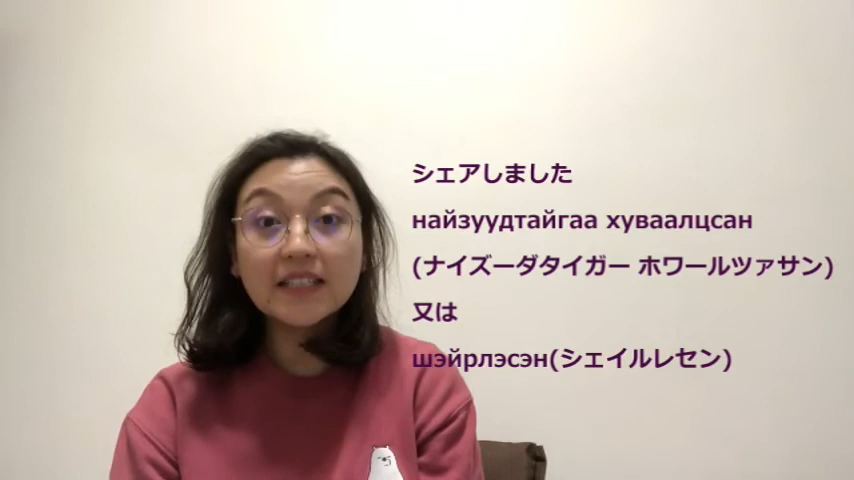 シェアしました
найзуудтайгаа хуваалцсан
(ナイズーダタイガー ホワールツァサン)
又は
шэйрлэсэн(シェイルレセン)